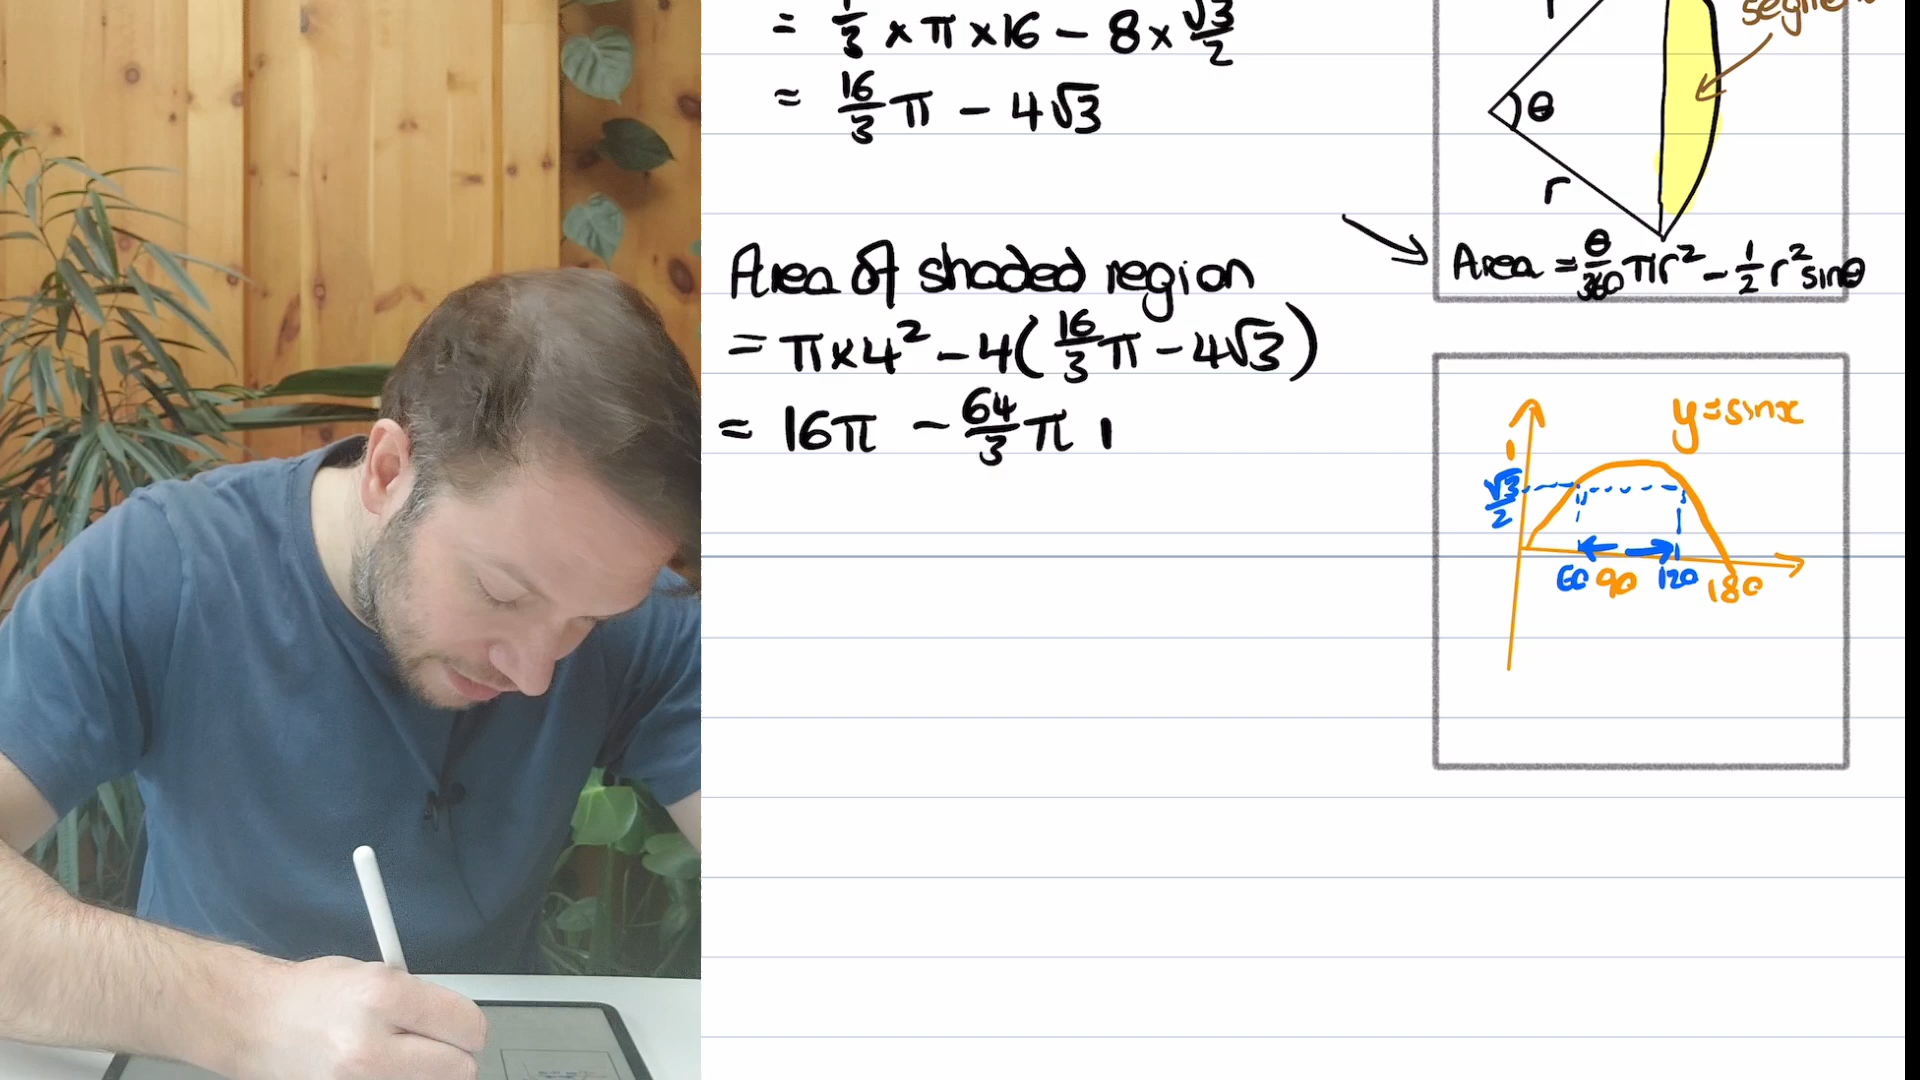 = 1/3 × π × 16 - 8 × √3/2
= 16/3 π - 4√3
Area of shaded region
= π × 4² - 4(16/3 π - 4√3)
= 16π - 64/3 π
r
θ
r
Area = θ/360 πr² - 1/2 r² sinθ
y = sinx
1
√3/2
60 90 120 180